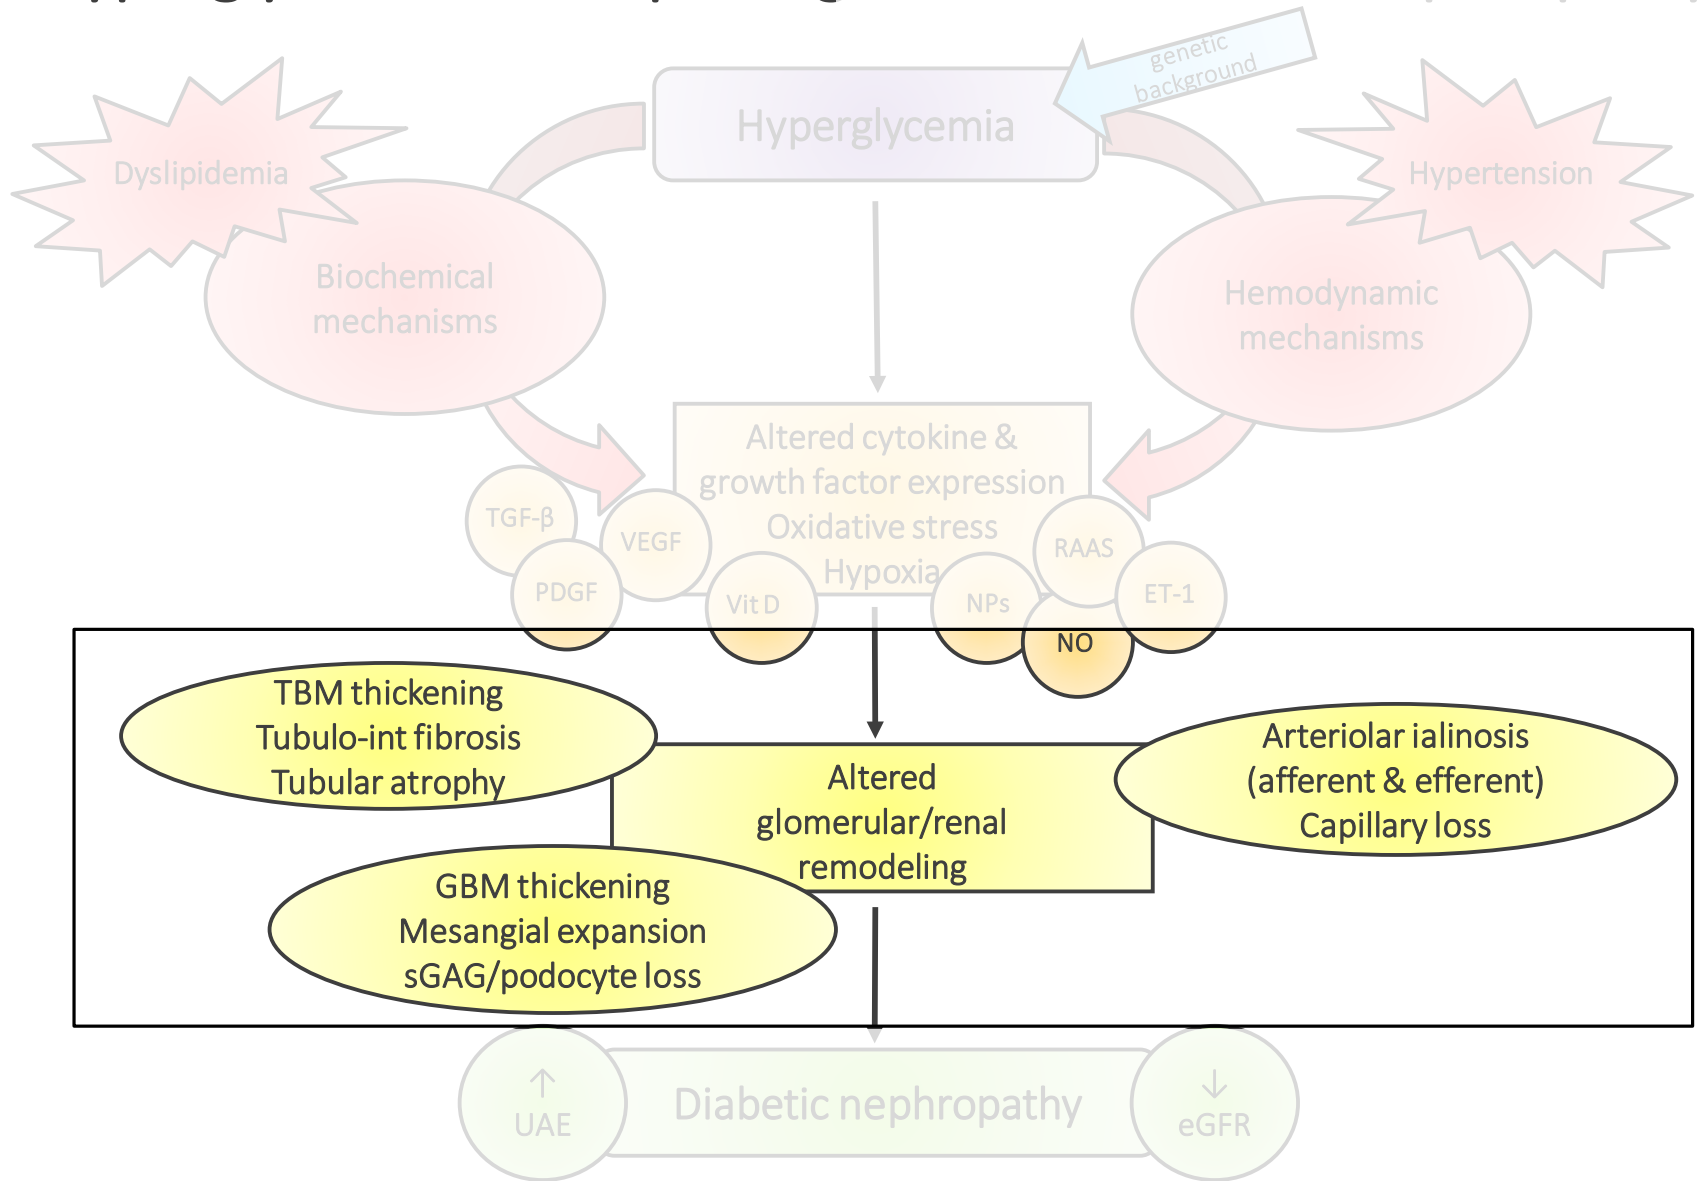 genetic
background
Hyperglycemia
Dyslipidemia
Hypertension
Biochemical
mechanisms
Hemodynamic
mechanisms
Altered cytokine &
growth factor expression
Oxidative stress
Hypoxia
TGF-β
VEGF
PDGF
Vit D
NPs
RAAS
ET-1
NO
TBM thickening
Tubulo-int fibrosis
Tubular atrophy
Arteriolar ialinosis
(afferent & efferent)
Capillary loss
Altered
glomerular/renal
remodeling
GBM thickening
Mesangial expansion
sGAG/podocyte loss
↑
UAE
Diabetic nephropathy
↓
eGFR